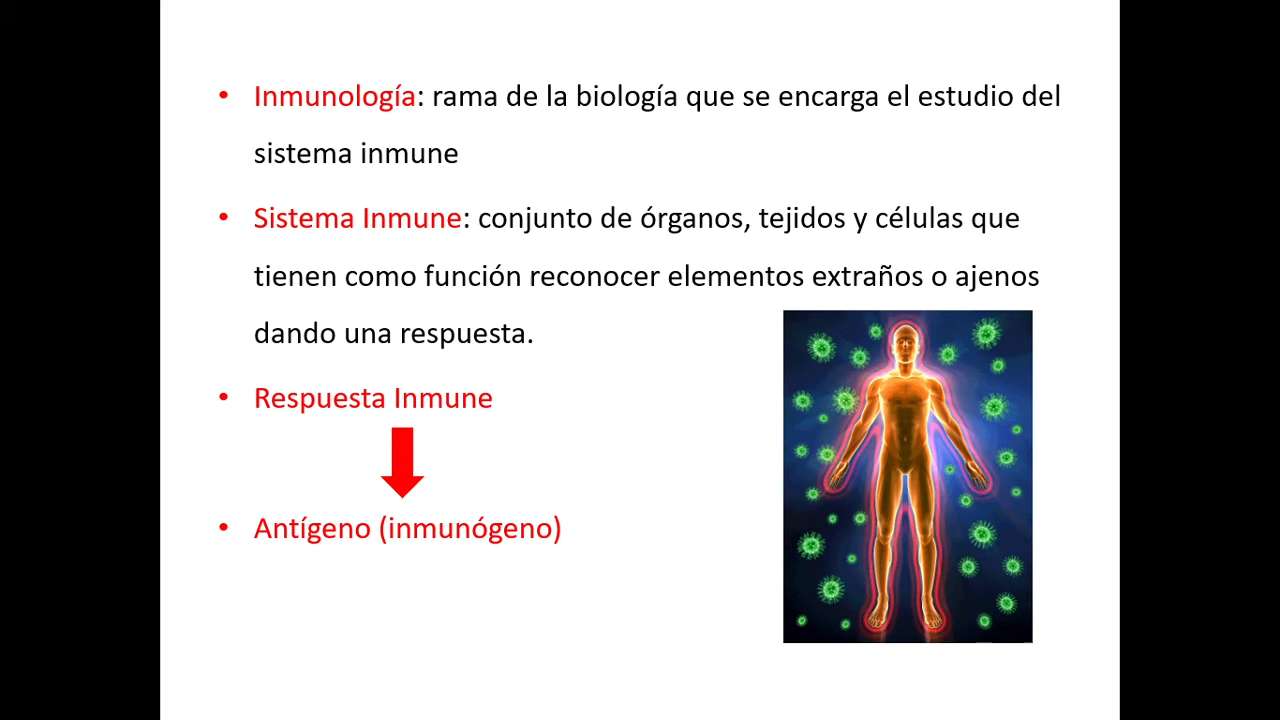 • Inmunología: rama de la biología que se encarga el estudio del
sistema inmune
• Sistema Inmune: conjunto de órganos, tejidos y células que
tienen como función reconocer elementos extraños o ajenos
dando una respuesta.
• Respuesta Inmune
• Antígeno (inmunógeno)